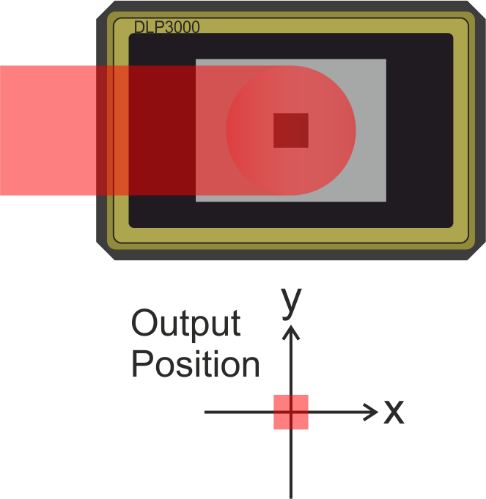 DLP3000
y
Output
Position
x